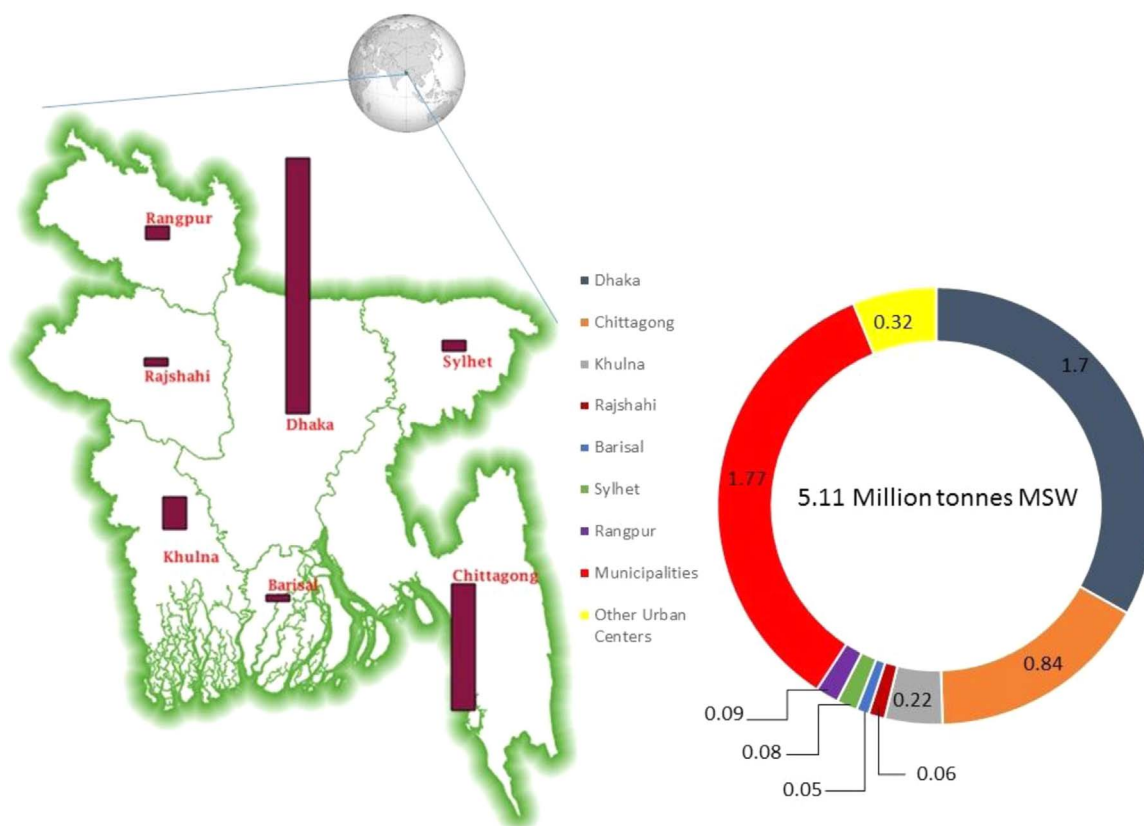 Rangpur
Rajshahi
Dhaka
Sylhet
Khulna
Barisal
Chittagong
Dhaka
Chittagong
Khulna
Rajshahi
Barisal
Sylhet
Rangpur
Municipalities
Other Urban
Centers
0.32
1.7
1.77
5.11 Million tonnes MSW
0.84
0.22
0.09
0.08
0.05
0.06